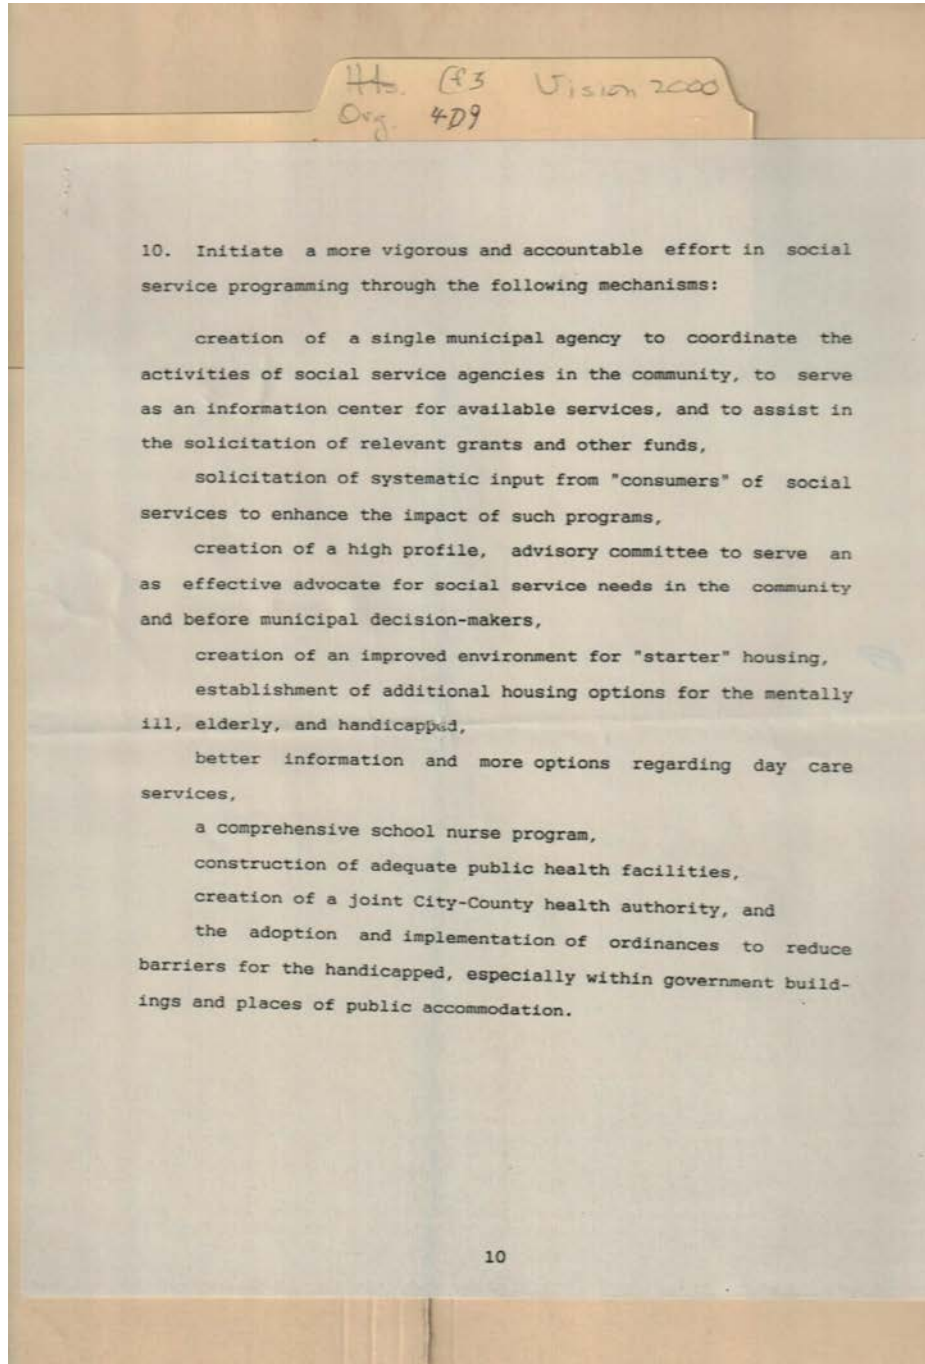 Hts. Cf3 Vision 2000
Org. 4D9
10. Initiate a more vigorous and accountable effort in social
service programming through the following mechanisms:
creation of a single municipal agency to coordinate the
activities of social service agencies in the community, to serve
as an information center for available services, and to assist in
the solicitation of relevant grants and other funds,
solicitation of systematic input from "consumers" of social
services to enhance the impact of such programs,
creation of a high profile, advisory committee to serve an
as effective advocate for social service needs in the community
and before municipal decision-makers,
creation of an improved environment for "starter" housing,
establishment of additional housing options for the mentally
ill, elderly, and handicapped,
better information and more options regarding day care
services,
a comprehensive school nurse program,
construction of adequate public health facilities,
creation of a joint City-County health authority, and
the adoption and implementation of ordinances to reduce
barriers for the handicapped, especially within government build-
ings and places of public accommodation.
10